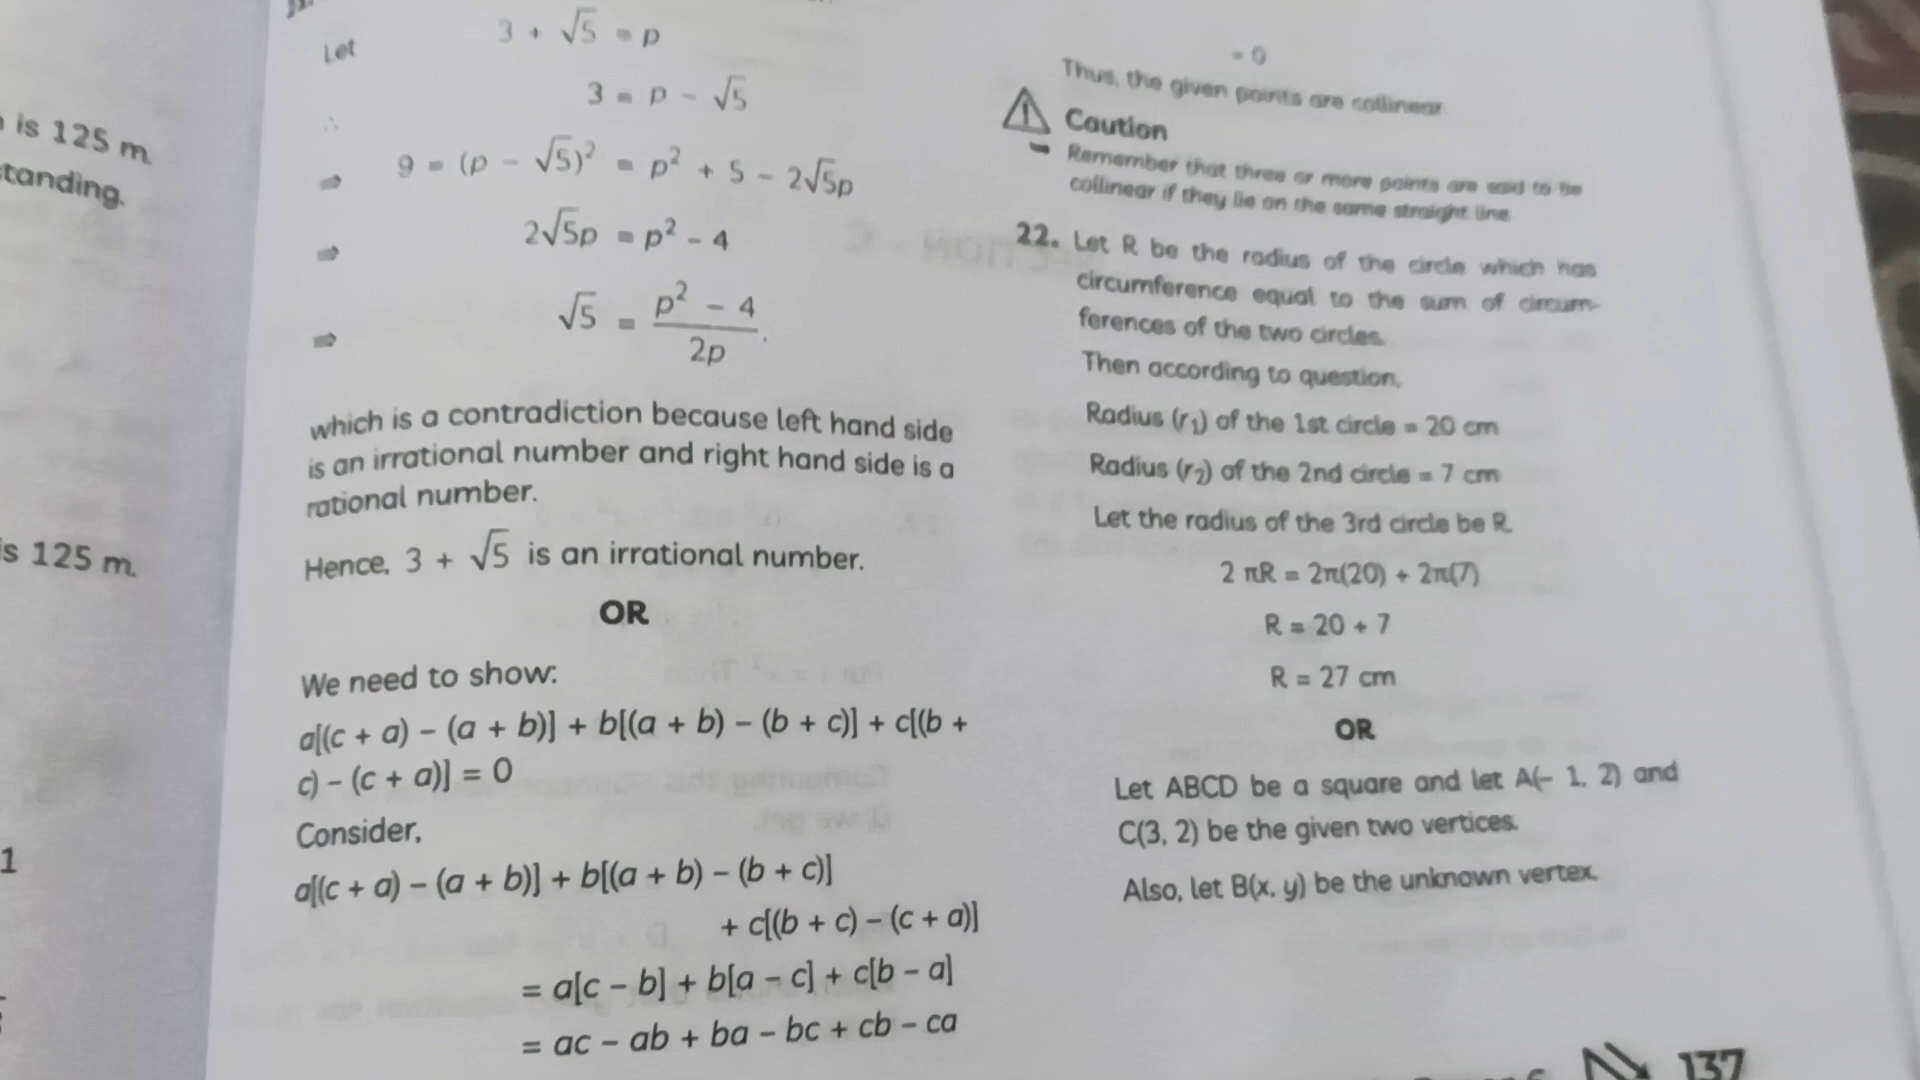 is 125 m.
tanding.
s 125 m.
1
Let 3 + √5 = p
∴ 3 = p - √5
⇒ 9 = (p - √5)² = p² + 5 - 2√5p
⇒ 2√5p = p² - 4
⇒ √5 = (p² - 4)/2p.
which is a contradiction because left hand side
is an irrational number and right hand side is a
rational number.
Hence, 3 + √5 is an irrational number.
OR
We need to show:
a[(c + a) – (a + b)] + b[(a + b) – (b + c)] + c[(b +
c) – (c + a)] = 0
Consider,
a[(c + a) – (a + b)] + b[(a + b) – (b + c)]
+ c[(b + c) – (c + a)]
= a[c – b] + b[a – c] + c[b – a]
= ac – ab + ba – bc + cb – ca
= 0
Thus, the given points are collinear
Caution
Remember that three or more points are said to be
collinear if they lie on the same straight line
22. Let R be the radius of the circle which has
circumference equal to the sum of circum-
ferences of the two circles.
Then according to question,
Radius (r₁) of the 1st circle = 20 cm
Radius (r₂) of the 2nd circle = 7 cm
Let the radius of the 3rd circle be R.
2 πR = 2π(20) + 2π(7)
R = 20 + 7
R = 27 cm
OR
Let ABCD be a square and let A(– 1, 2) and
C(3, 2) be the given two vertices.
Also, let B(x, y) be the unknown vertex.
137